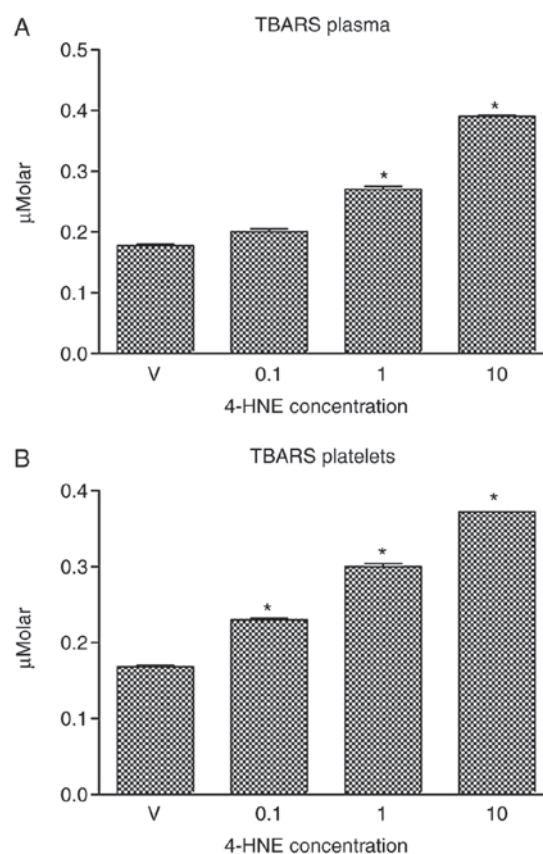 A
TBARS plasma
0.5
0.4
0.3
0.2
0.1
0.0
µMolar
*
*
V 0.1 1 10
4-HNE concentration
B
TBARS platelets
0.4
0.3
0.2
0.1
0.0
µMolar
*
*
*
V 0.1 1 10
4-HNE concentration